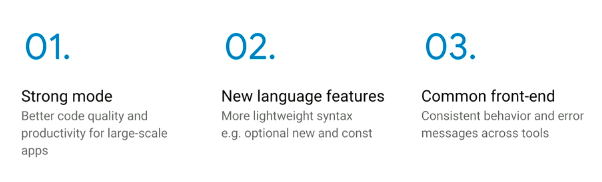 01.
Strong mode
Better code quality and
productivity for large-scale
apps
02.
New language features
More lightweight syntax
e.g. optional new and const
03.
Common front-end
Consistent behavior and error
messages across tools